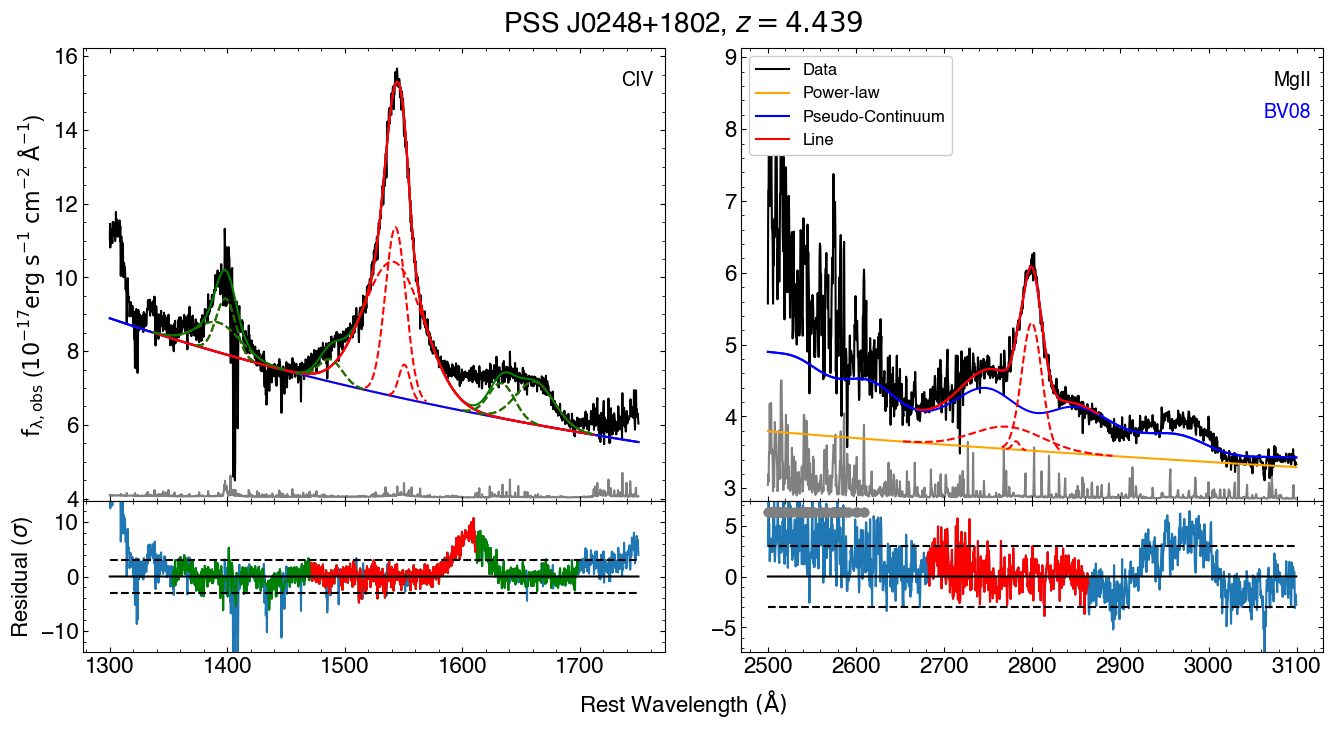 PSS J0248+1802, z = 4.439
CIV
16
14
12
10
8
6
4
f_λ,obs (10^−17 erg s^−1 cm^−2 Å^−1)
MgII
BV08
Data
Power-law
Pseudo-Continuum
Line
9
8
7
6
5
4
3
Residual (σ)
10
0
−10
5
0
−5
1300 1400 1500 1600 1700
2500 2600 2700 2800 2900 3000 3100
Rest Wavelength (Å)